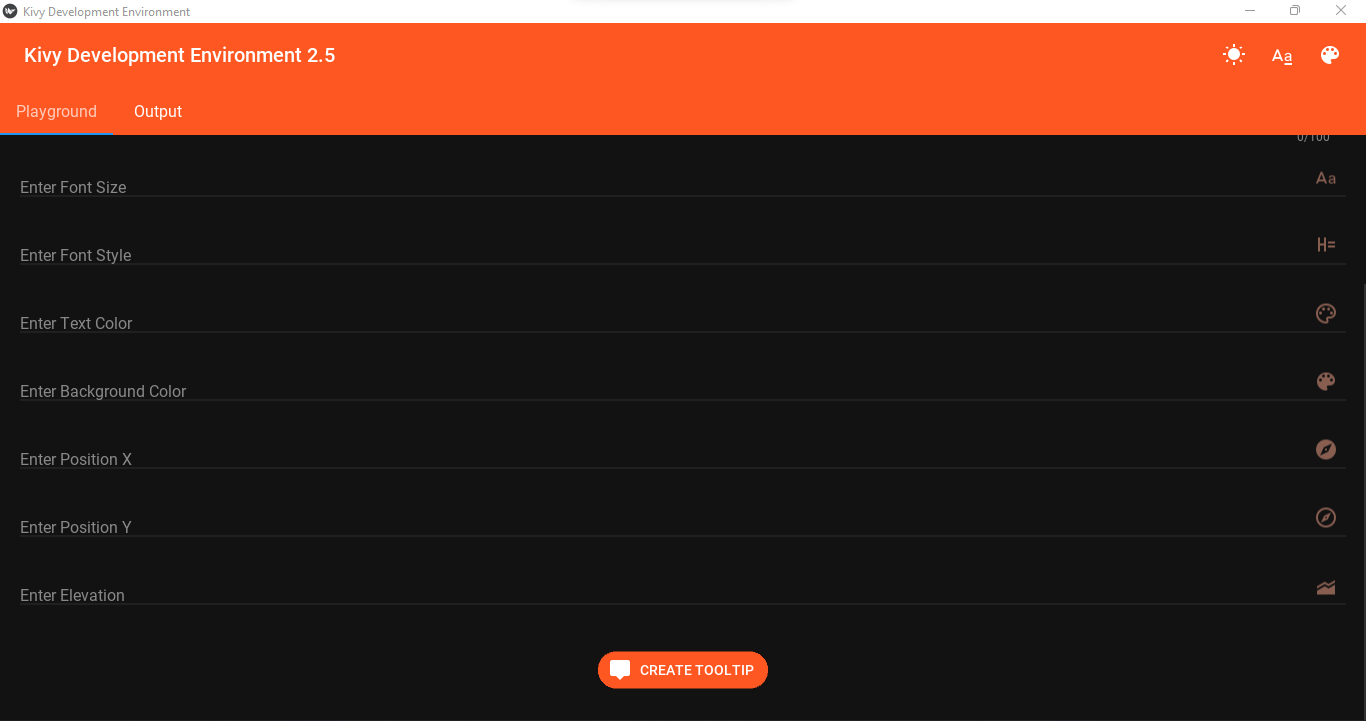 Kivy Development Environment
Kivy Development Environment 2.5
Aa
Playground Output
0/100
Enter Font Size
Aa
Enter Font Style
H=
Enter Text Color
Enter Background Color
Enter Position X
Enter Position Y
Enter Elevation
CREATE TOOLTIP